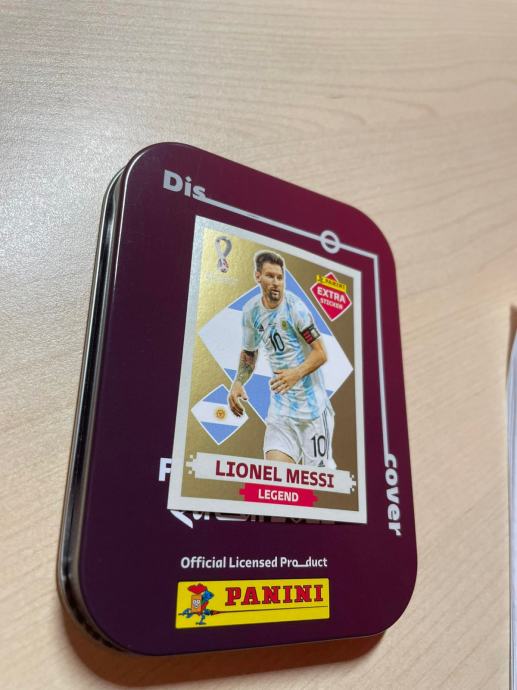 Dis
cover
PANINI
EXTRA
STICKER
10
10
LIONEL MESSI
LEGEND
Official Licensed Product
PANINI